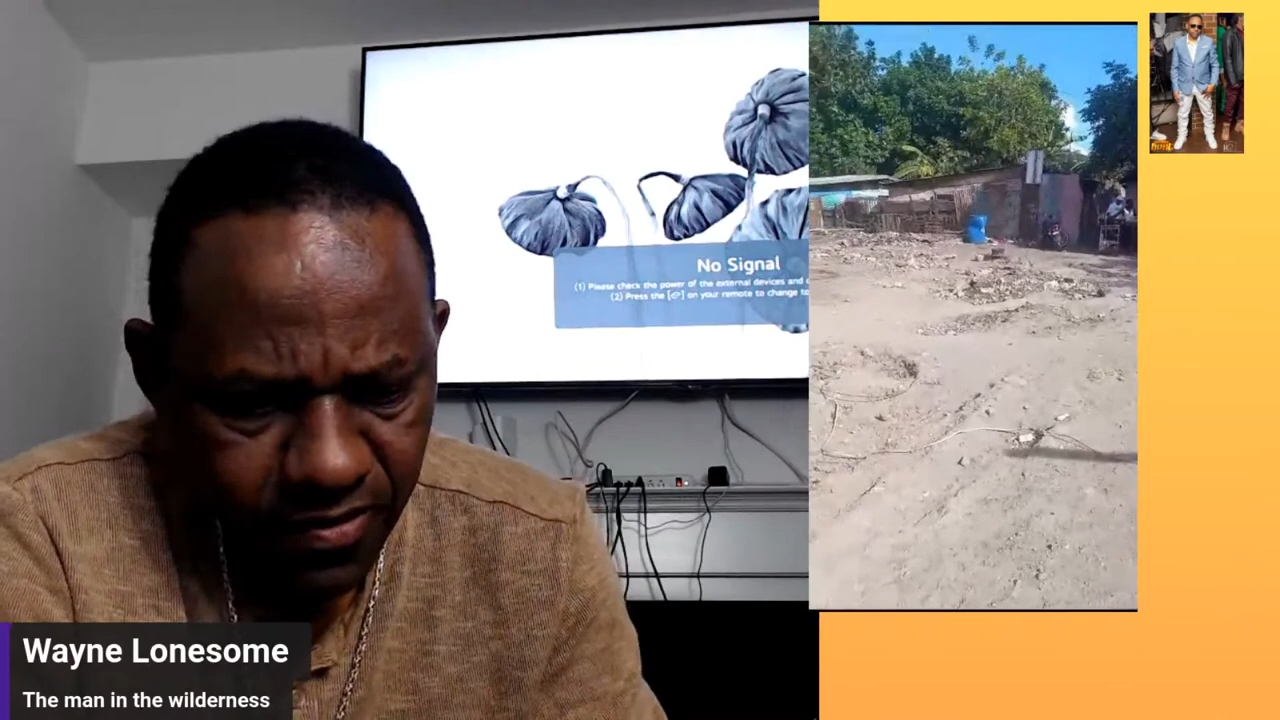 No Signal
(1) Please check the power of the external devices and
(2) Press the [ ] on your remote to change to
Wayne Lonesome
The man in the wilderness